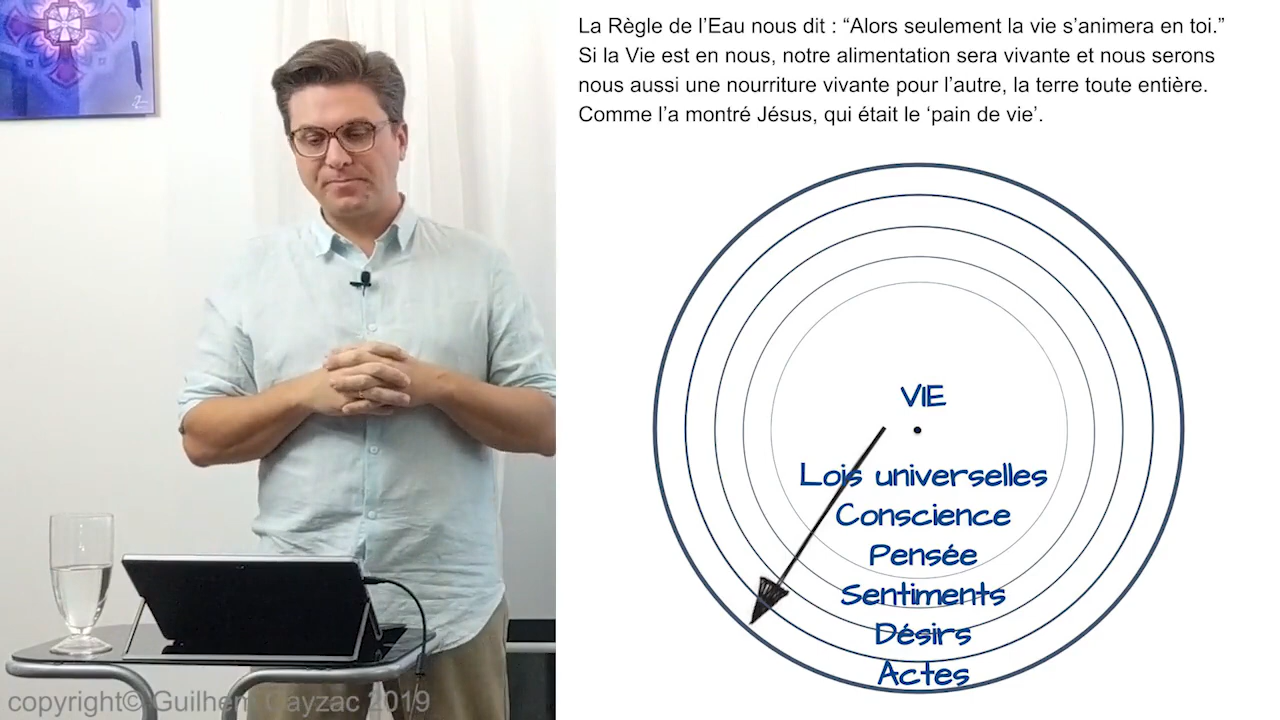 La Règle de l’Eau nous dit : “Alors seulement la vie s’animera en toi.”
Si la Vie est en nous, notre alimentation sera vivante et nous serons
nous aussi une nourriture vivante pour l’autre, la terre toute entière.
Comme l’a montré Jésus, qui était le ‘pain de vie’.
VIE
Lois universelles
Conscience
Pensée
Sentiments
Désirs
Actes
copyright© Guilhem Cayzac 2019